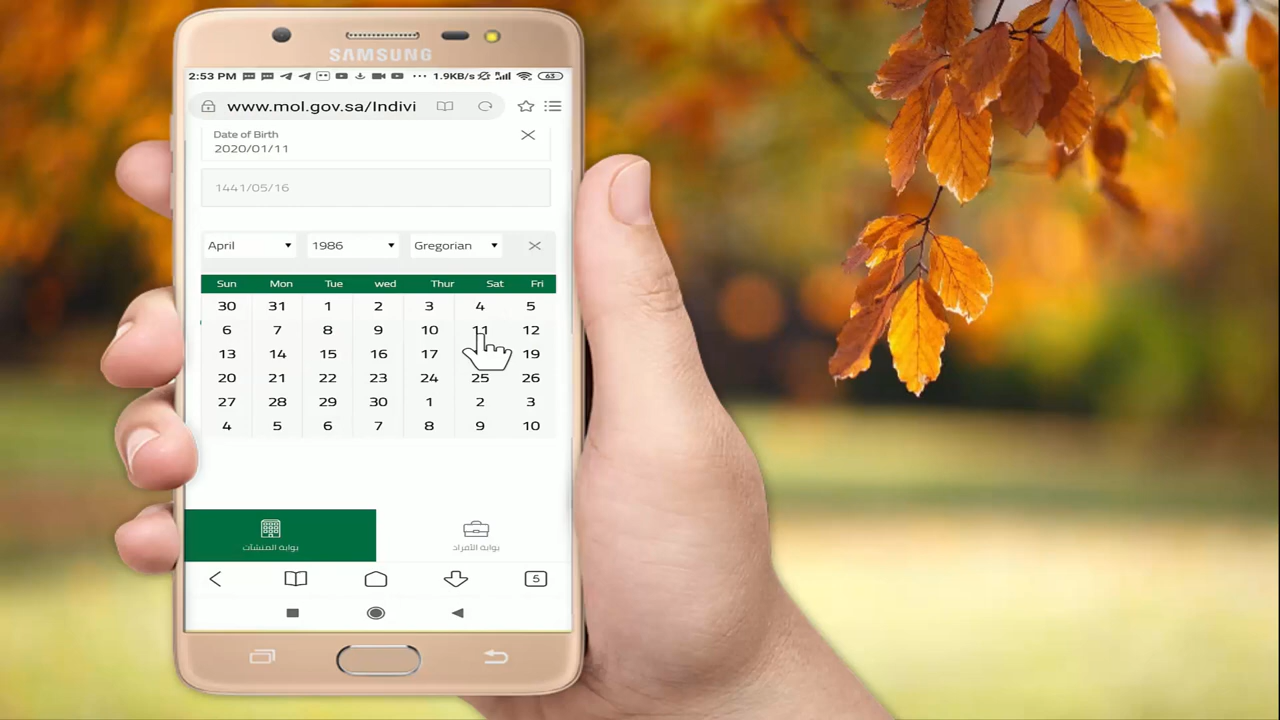 SAMSUNG
2:53 PM ... 1.9KB/s 63
www.mol.gov.sa/Indivi
Date of Birth
2020/01/11
1441/05/16
April 1986 Gregorian
Sun Mon Tue wed Thur Sat Fri
30 31 1 2 3 4 5
6 7 8 9 10 11 12
13 14 15 16 17 19
20 21 22 23 24 25 26
27 28 29 30 1 2 3
4 5 6 7 8 9 10
بوابة المنشآت بوابة الأفراد
5